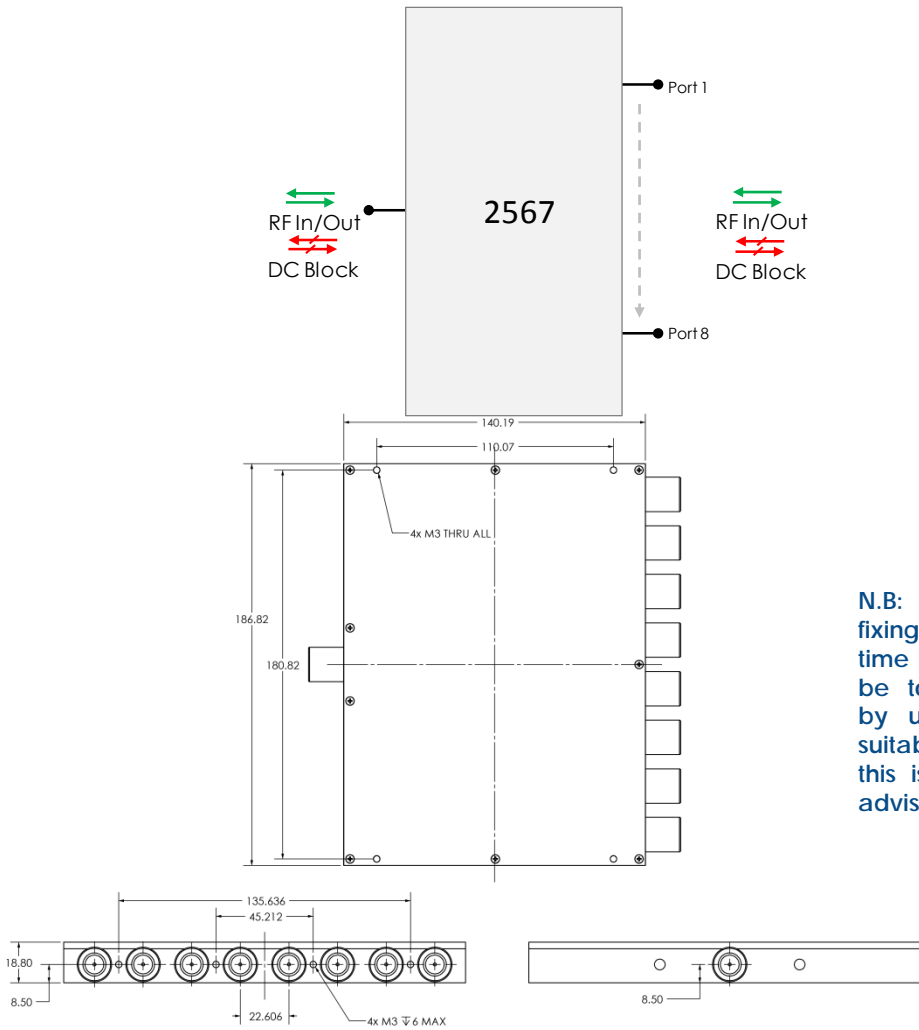 Port 1
2567
RF In/Out
DC Block
RF In/Out
DC Block
Port 8
140.19
110.07
4x M3 THRU ALL
186.82
180.82
N.B:
fixing
time
be to
by u
suitab
this is
advis
135.636
45.212
18.80
8.50
22.606
4x M3 ↧6 MAX
8.50